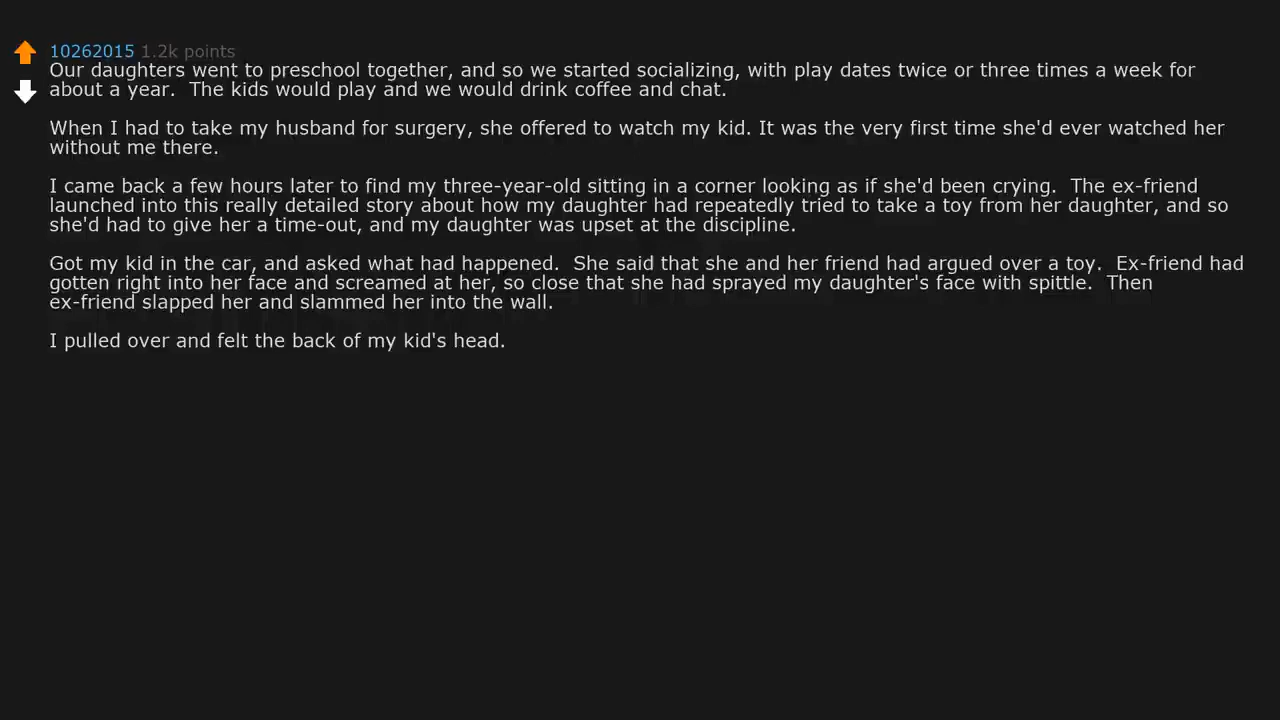 10262015 1.2k points
Our daughters went to preschool together, and so we started socializing, with play dates twice or three times a week for
about a year.  The kids would play and we would drink coffee and chat.
When I had to take my husband for surgery, she offered to watch my kid. It was the very first time she'd ever watched her
without me there.
I came back a few hours later to find my three-year-old sitting in a corner looking as if she'd been crying.  The ex-friend
launched into this really detailed story about how my daughter had repeatedly tried to take a toy from her daughter, and so
she'd had to give her a time-out, and my daughter was upset at the discipline.
Got my kid in the car, and asked what had happened.  She said that she and her friend had argued over a toy.  Ex-friend had
gotten right into her face and screamed at her, so close that she had sprayed my daughter's face with spittle.  Then
ex-friend slapped her and slammed her into the wall.
I pulled over and felt the back of my kid's head.